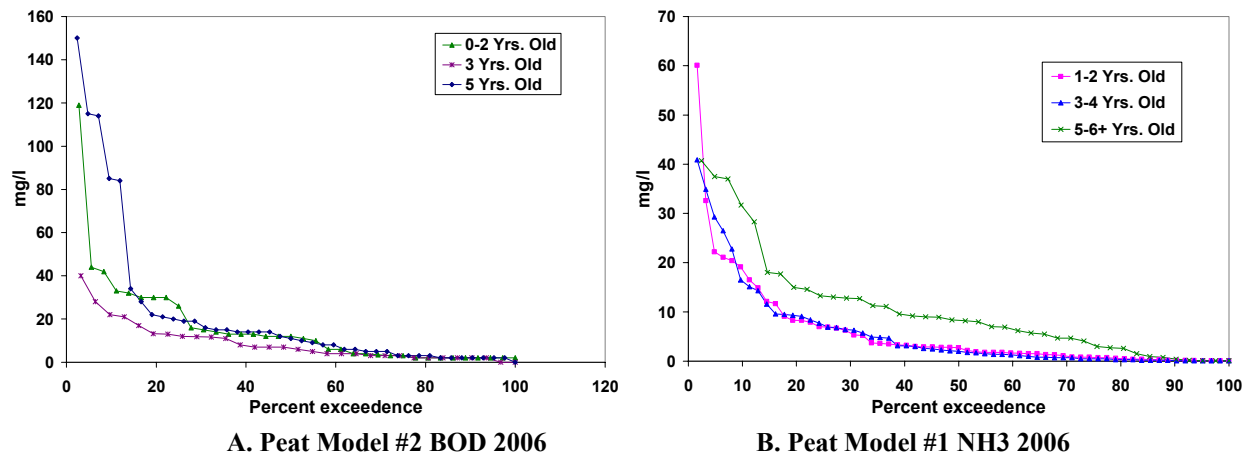 160
140
120
100
80
60
40
20
0
mg/l
0-2 Yrs. Old
3 Yrs. Old
5 Yrs. Old
0 20 40 60 80 100 120
Percent exceedence
A. Peat Model #2 BOD 2006
70
60
50
40
30
20
10
0
mg/l
1-2 Yrs. Old
3-4 Yrs. Old
5-6+ Yrs. Old
0 10 20 30 40 50 60 70 80 90 100
Percent exceedence
B. Peat Model #1 NH3 2006